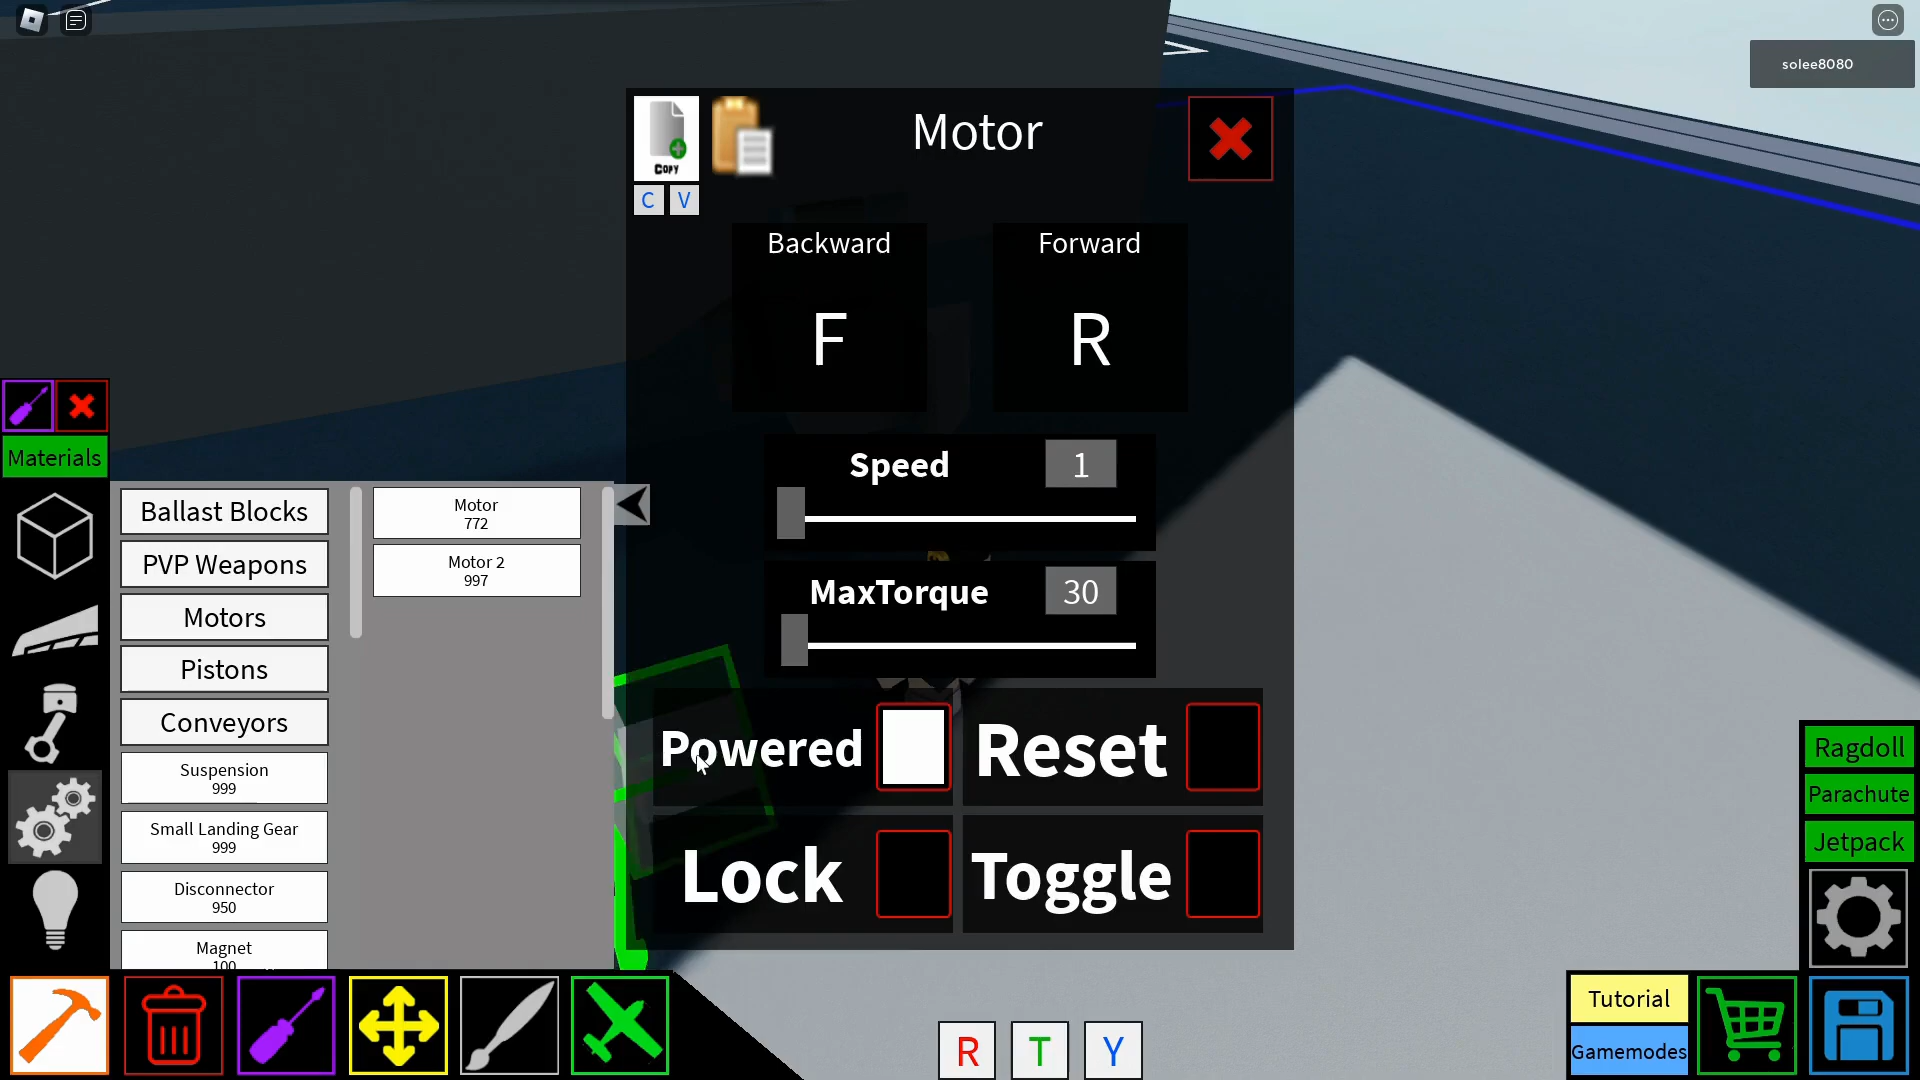 solee8080
Copy
C
V
Motor
Backward
F
Forward
R
Speed
1
MaxTorque
30
Powered
Reset
Lock
Toggle
Materials
Ballast Blocks
PVP Weapons
Motors
Pistons
Conveyors
Suspension
999
Small Landing Gear
999
Disconnector
950
Magnet
100
Motor
772
Motor 2
997
Ragdoll
Parachute
Jetpack
Tutorial
Gamemodes
R
T
Y